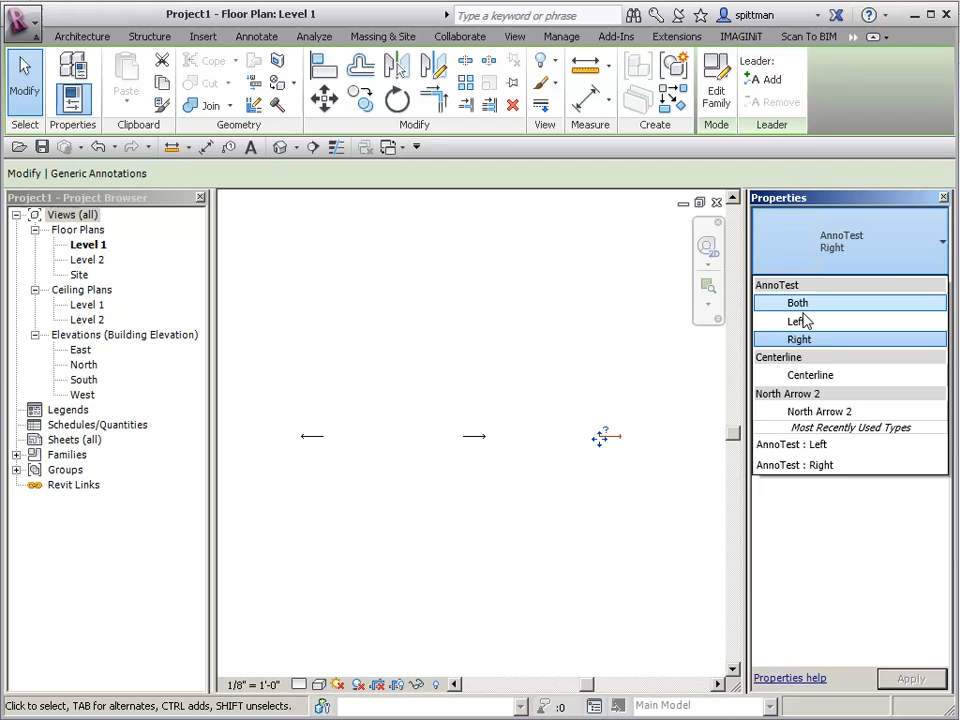 Project1 - Floor Plan: Level 1
Type a keyword or phrase
spittman
Architecture
Structure
Insert
Annotate
Analyze
Massing & Site
Collaborate
View
Manage
Add-Ins
Extensions
IMAGINiT
Scan To BIM
Modify
Paste
Cope
Cut
Join
Edit
Family
Leader:
Add
Remove
Select
Properties
Clipboard
Geometry
Modify
View
Measure
Create
Mode
Leader
Modify | Generic Annotations
Project1 - Project Browser
Views (all)
Floor Plans
Level 1
Level 2
Site
Ceiling Plans
Level 1
Level 2
Elevations (Building Elevation)
East
North
South
West
Legends
Schedules/Quantities
Sheets (all)
Families
Groups
Revit Links
2D
Properties
AnnoTest
Right
AnnoTest
Both
Left
Right
Centerline
Centerline
North Arrow 2
North Arrow 2
Most Recently Used Types
AnnoTest : Left
AnnoTest : Right
Properties help
Apply
1/8" = 1'-0"
Click to select, TAB for alternates, CTRL adds, SHIFT unselects.
:0
Main Model